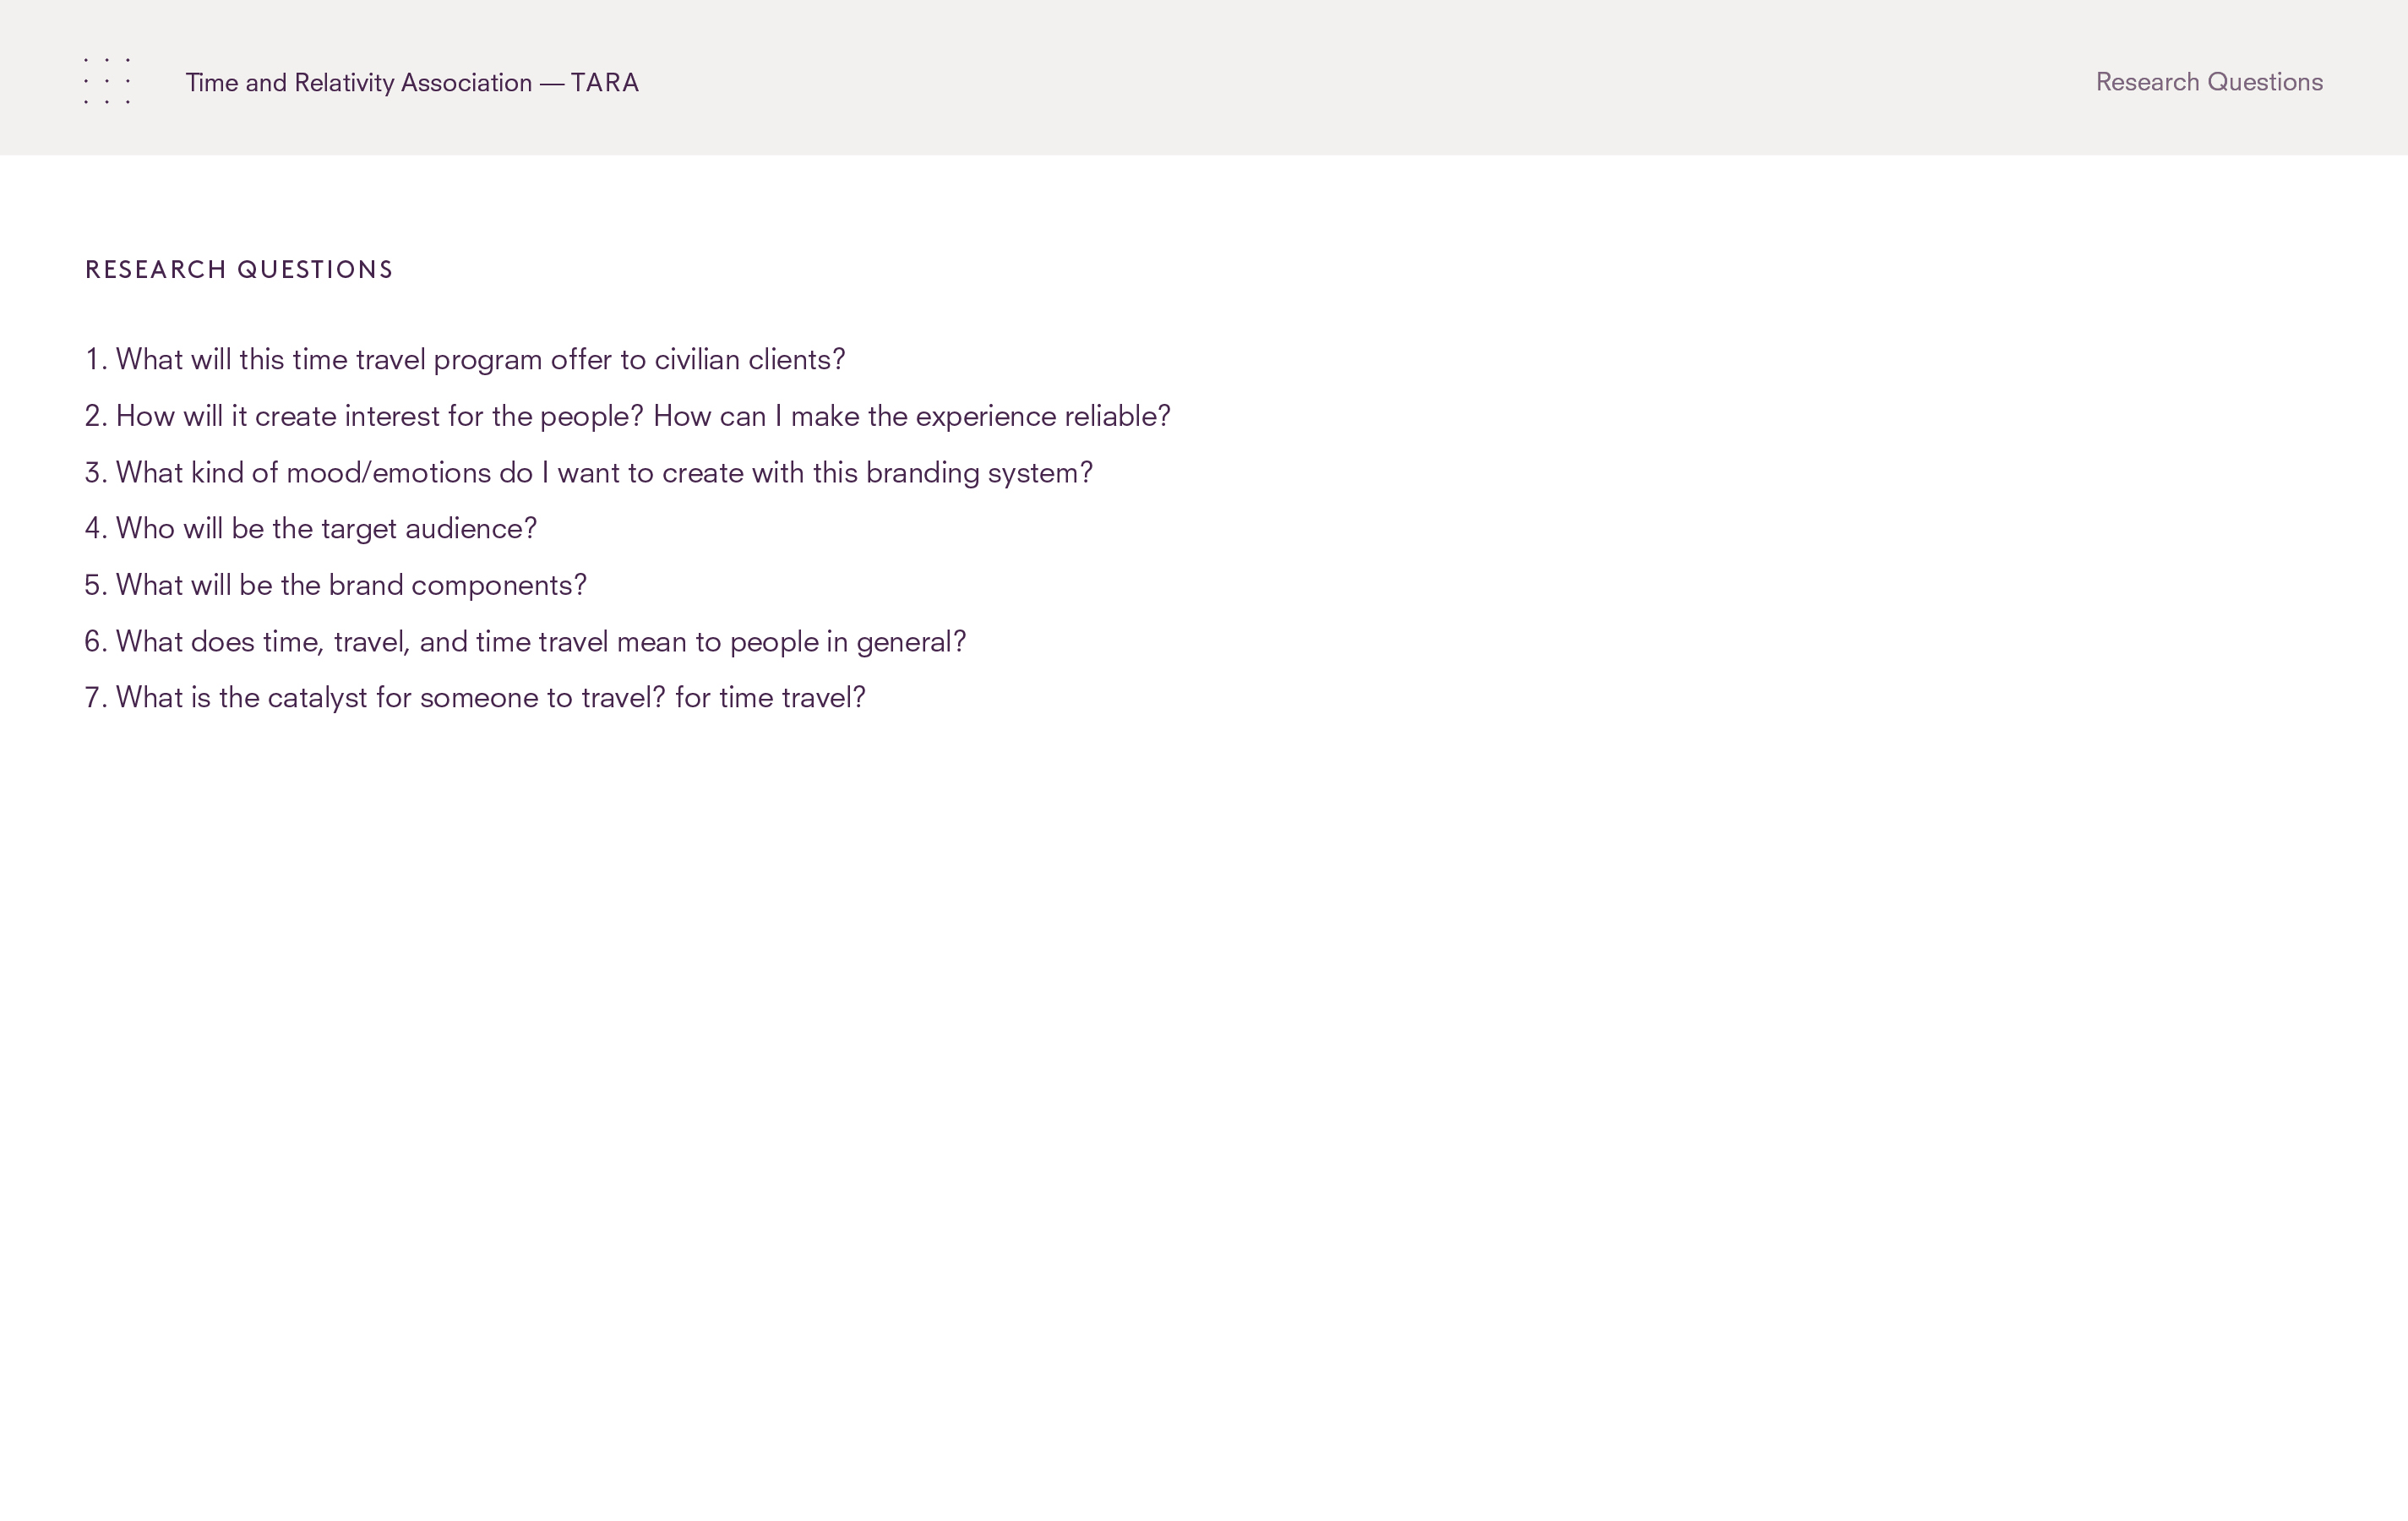 Time and Relativity Association — TARA
Research Questions
RESEARCH QUESTIONS
1. What will this time travel program offer to civilian clients?
2. How will it create interest for the people? How can I make the experience reliable?
3. What kind of mood/emotions do I want to create with this branding system?
4. Who will be the target audience?
5. What will be the brand components?
6. What does time, travel, and time travel mean to people in general?
7. What is the catalyst for someone to travel? for time travel?